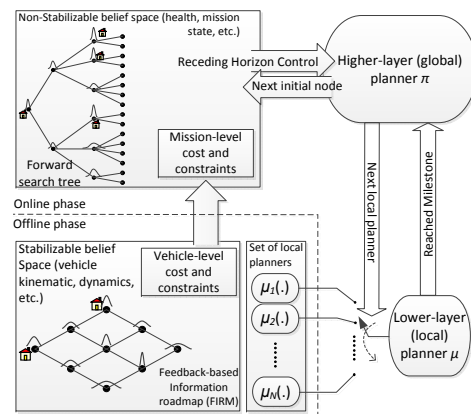 Non-Stabilizable belief space (health, mission
state, etc.)
Forward
search tree
Mission-level
cost and
constraints
Receding Horizon Control
Next initial node
Higher-layer (global)
planner π
Online phase
Offline phase
Next local
planner
Reached Milestone
Stabilizable belief
Space (vehicle
kinematic, dynamics,
etc.)
Vehicle-level
cost and
constraints
Feedback-based
Information
roadmap (FIRM)
Set of local
planners
μ1(.)
μ2(.)
μN(.)
Lower-layer
(local)
planner μ